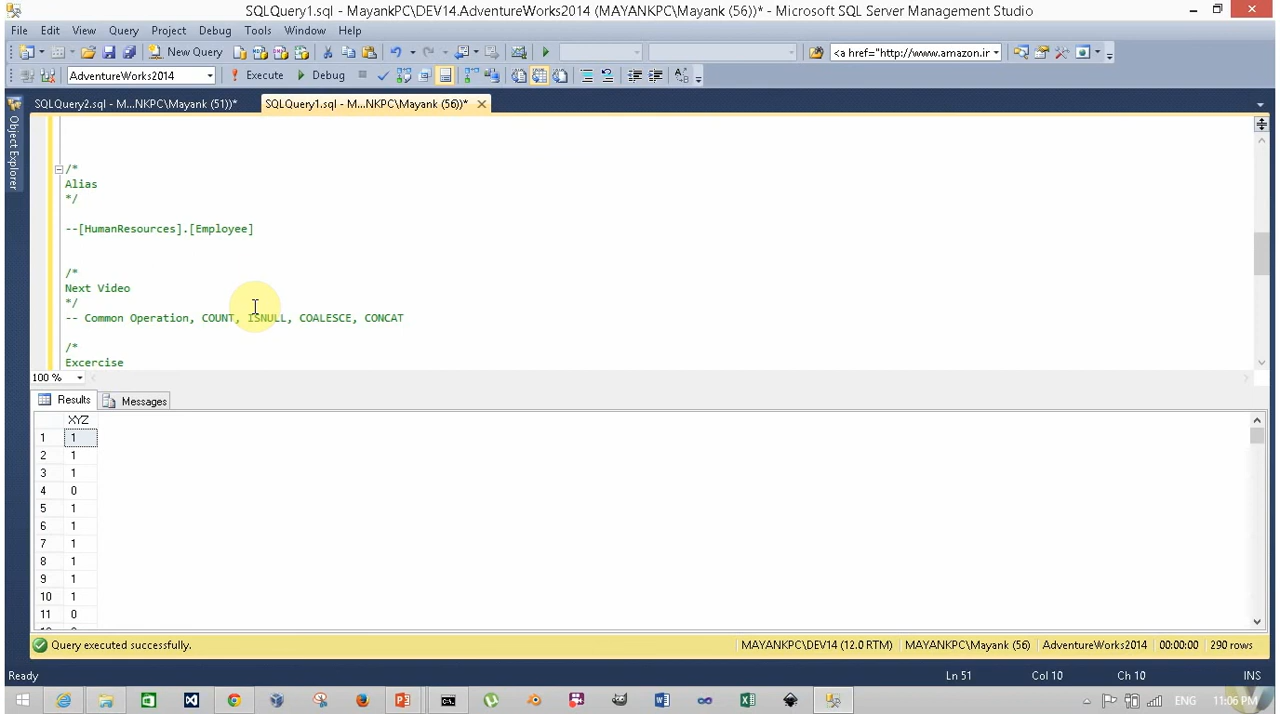 SQLQuery1.sql - MayankPC\DEV14.AdventureWorks2014 (MAYANKPC\Mayank (56))* - Microsoft SQL Server Management Studio
File Edit View Query Project Debug Tools Window Help
New Query <a href="http://www.amazon.ir
AdventureWorks2014 Execute Debug
SQLQuery2.sql - M...NKPC\Mayank (51))* SQLQuery1.sql - M...NKPC\Mayank (56))*
Object Explorer
/*
Alias
*/
--[HumanResources].[Employee]
/*
Next Video
*/
-- Common Operation, COUNT, ISNULL, COALESCE, CONCAT
/*
Excercise
100 %
Results Messages
XYZ
1 1
2 1
3 1
4 0
5 1
6 1
7 1
8 1
9 1
10 1
11 0
Query executed successfully. MAYANKPC\DEV14 (12.0 RTM) MAYANKPC\Mayank (56) AdventureWorks2014 00:00:00 290 rows
Ready Ln 51 Col 10 Ch 10 INS
ENG 11:06 PM